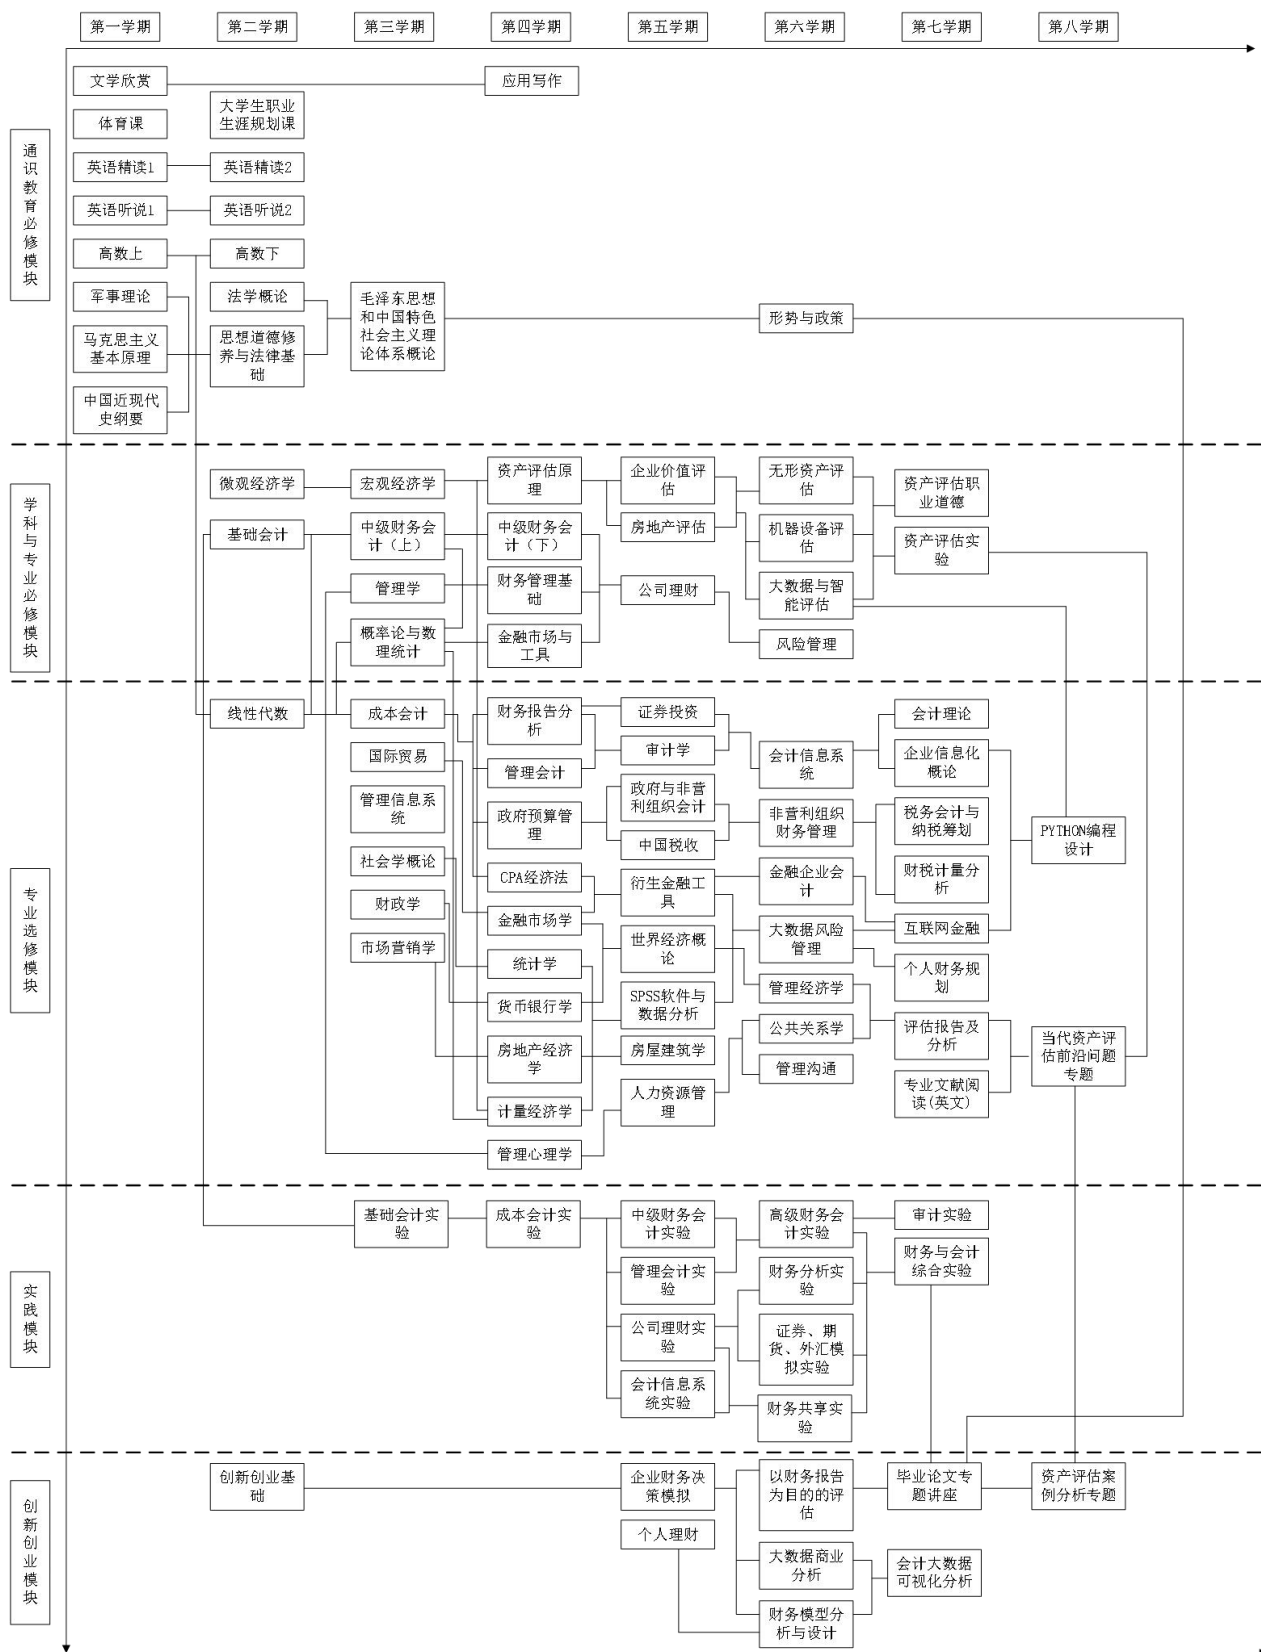 第一学期
第二学期
第三学期
第四学期
第五学期
第六学期
第七学期
第八学期
通识教育必修模块
文学欣赏
应用写作
体育课
大学生职业
生涯规划课
英语精读1
英语精读2
英语听说1
英语听说2
高数上
高数下
军事理论
法学概论
马克思主义
基本原理
思想道德修
养与法律基
础
毛泽东思想
和中国特色
社会主义理
论体系概论
形势与政策
中国近现代
史纲要
学科与专业必修模块
微观经济学
宏观经济学
资产评估原
理
企业价值评
估
无形资产评
估
资产评估职
业道德
房地产评估
基础会计
中级财务会
计（上）
中级财务会
计（下）
机器设备评
估
资产评估实
验
管理学
财务管理基
础
公司理财
大数据与智
能评估
概率论与数
理统计
金融市场与
工具
风险管理
专业选修模块
线性代数
成本会计
财务报告分
析
证券投资
会计理论
国际贸易
管理会计
审计学
会计信息系
统
企业信息化
概论
管理信息系
统
政府预算管
理
政府与非营
利组织会计
中国税收
非营利组织
财务管理
税务会计与
纳税筹划
PYTHON编程
设计
社会学概论
CPA经济法
衍生金融工
具
金融企业会
计
财税计量分
析
财政学
金融市场学
世界经济概
论
大数据风险
管理
互联网金融
市场营销学
统计学
管理经济学
个人财务规
划
货币银行学
SPSS软件与
数据分析
公共关系学
评估报告及
分析
当代资产评
估前沿问题
专题
房地产经济
学
房屋建筑学
管理沟通
专业文献阅
读(英文)
计量经济学
人力资源管
理
管理心理学
实践模块
基础会计实
验
成本会计实
验
中级财务会
计实验
高级财务会
计实验
审计实验
管理会计实
验
财务分析实
验
财务与会计
综合实验
公司理财实
验
证券、期
货、外汇模
拟实验
会计信息系
统实验
财务共享实
验
创新创业模块
创新创业基
础
企业财务决
策模拟
以财务报告
为目的的评
估
毕业论文专
题讲座
资产评估案
例分析专题
个人理财
大数据商业
分析
会计大数据
可视化分析
财务模型分
析与设计